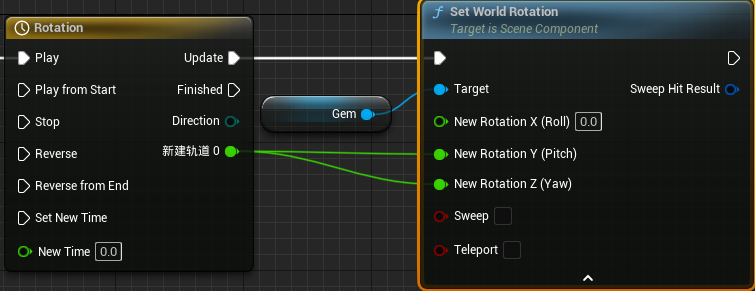 Rotation
Play
Update
Play from Start
Finished
Stop
Direction
Reverse
新建轨道 0
Reverse from End
Set New Time
New Time 0.0
Gem
Set World Rotation
Target is Scene Component
Target
Sweep Hit Result
New Rotation X (Roll) 0.0
New Rotation Y (Pitch)
New Rotation Z (Yaw)
Sweep
Teleport